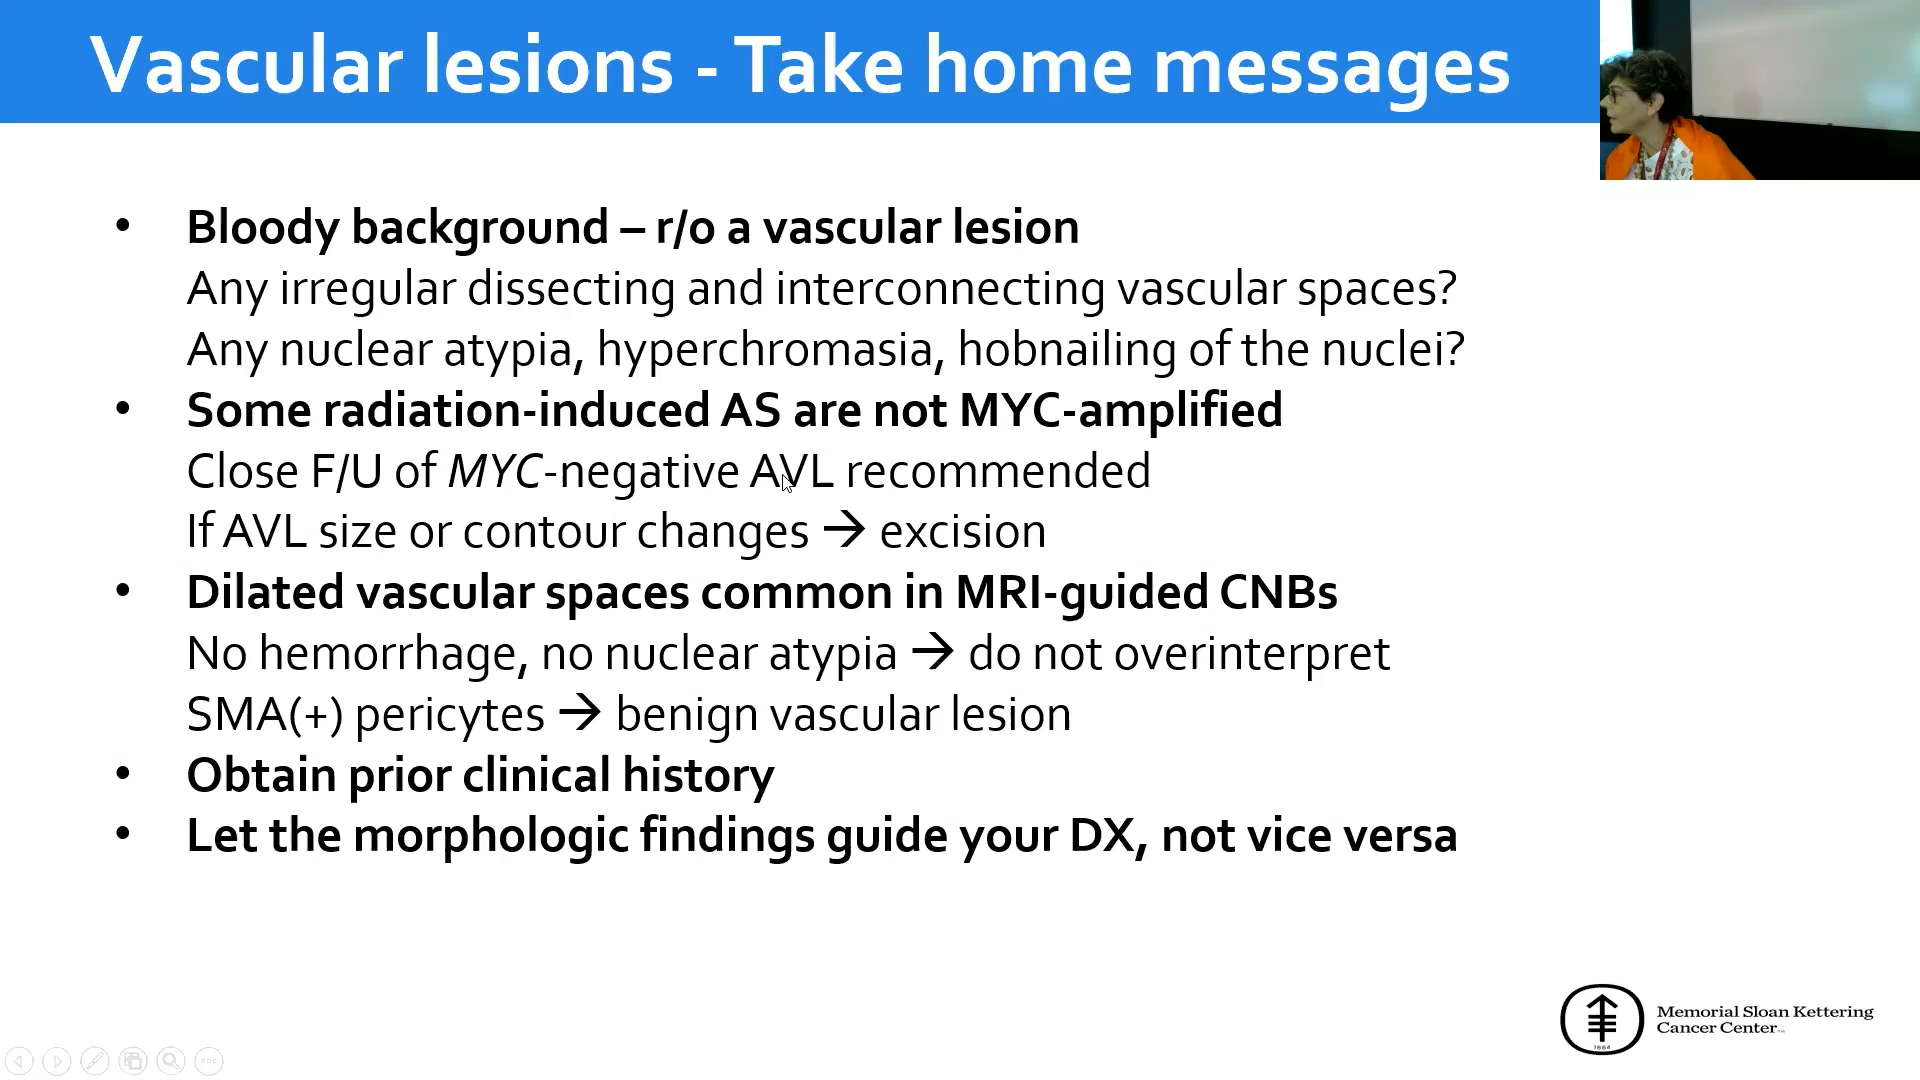 Vascular lesions - Take home messages
• Bloody background – r/o a vascular lesion
Any irregular dissecting and interconnecting vascular spaces?
Any nuclear atypia, hyperchromasia, hobnailing of the nuclei?
• Some radiation-induced AS are not MYC-amplified
Close F/U of MYC-negative AVL recommended
If AVL size or contour changes → excision
• Dilated vascular spaces common in MRI-guided CNBs
No hemorrhage, no nuclear atypia → do not overinterpret
SMA(+) pericytes → benign vascular lesion
• Obtain prior clinical history
• Let the morphologic findings guide your DX, not vice versa
Memorial Sloan Kettering
Cancer Center
1884